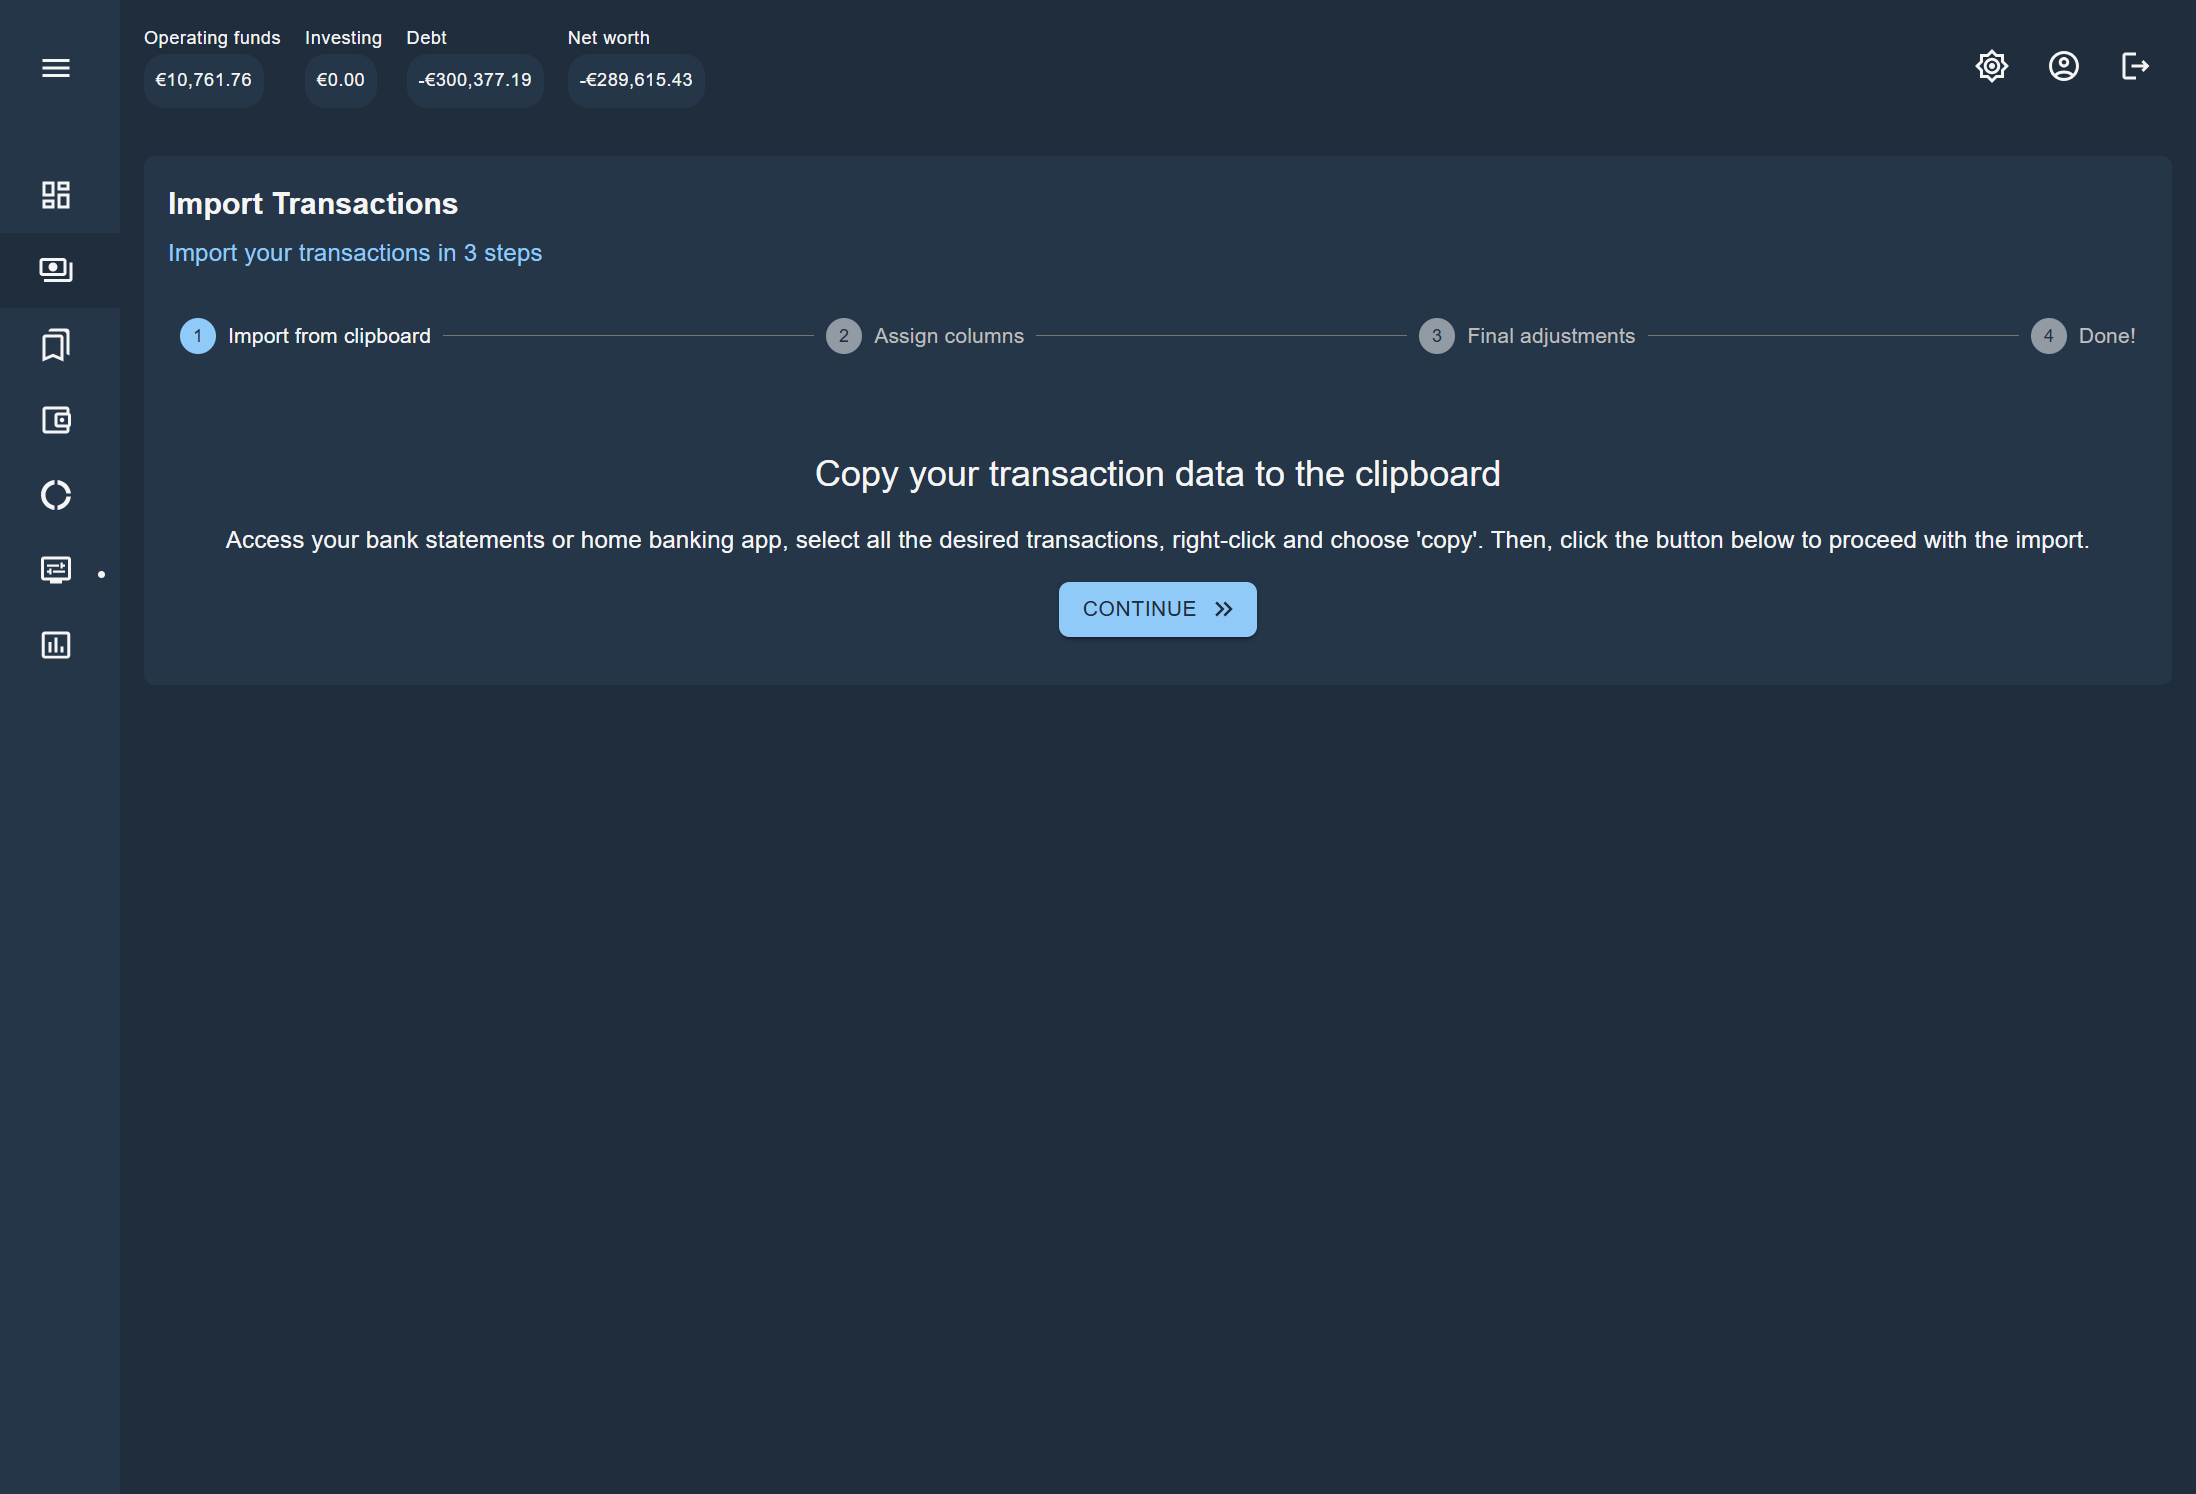 Operating funds Investing Debt Net worth
€10,761.76 €0.00 -€300,377.19 -€289,615.43
Import Transactions
Import your transactions in 3 steps
1 Import from clipboard 2 Assign columns 3 Final adjustments 4 Done!
Copy your transaction data to the clipboard
Access your bank statements or home banking app, select all the desired transactions, right-click and choose 'copy'. Then, click the button below to proceed with the import.
CONTINUE